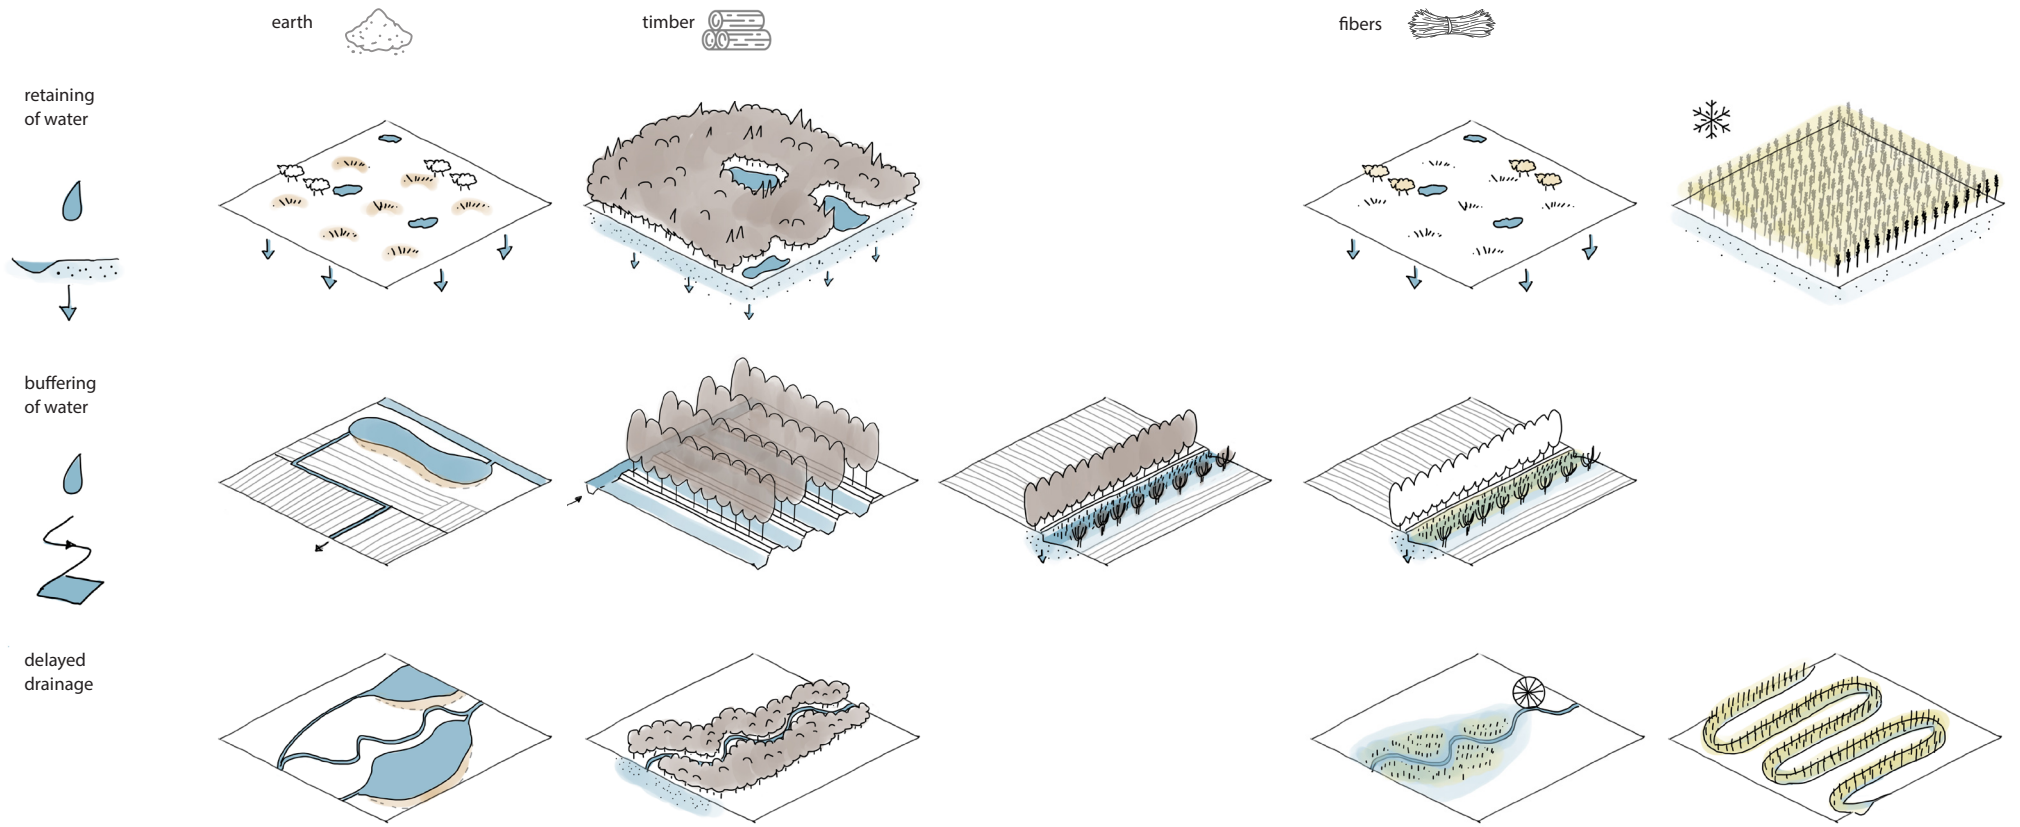 earth
timber
fibers
retaining
of water
buffering
of water
delayed
drainage